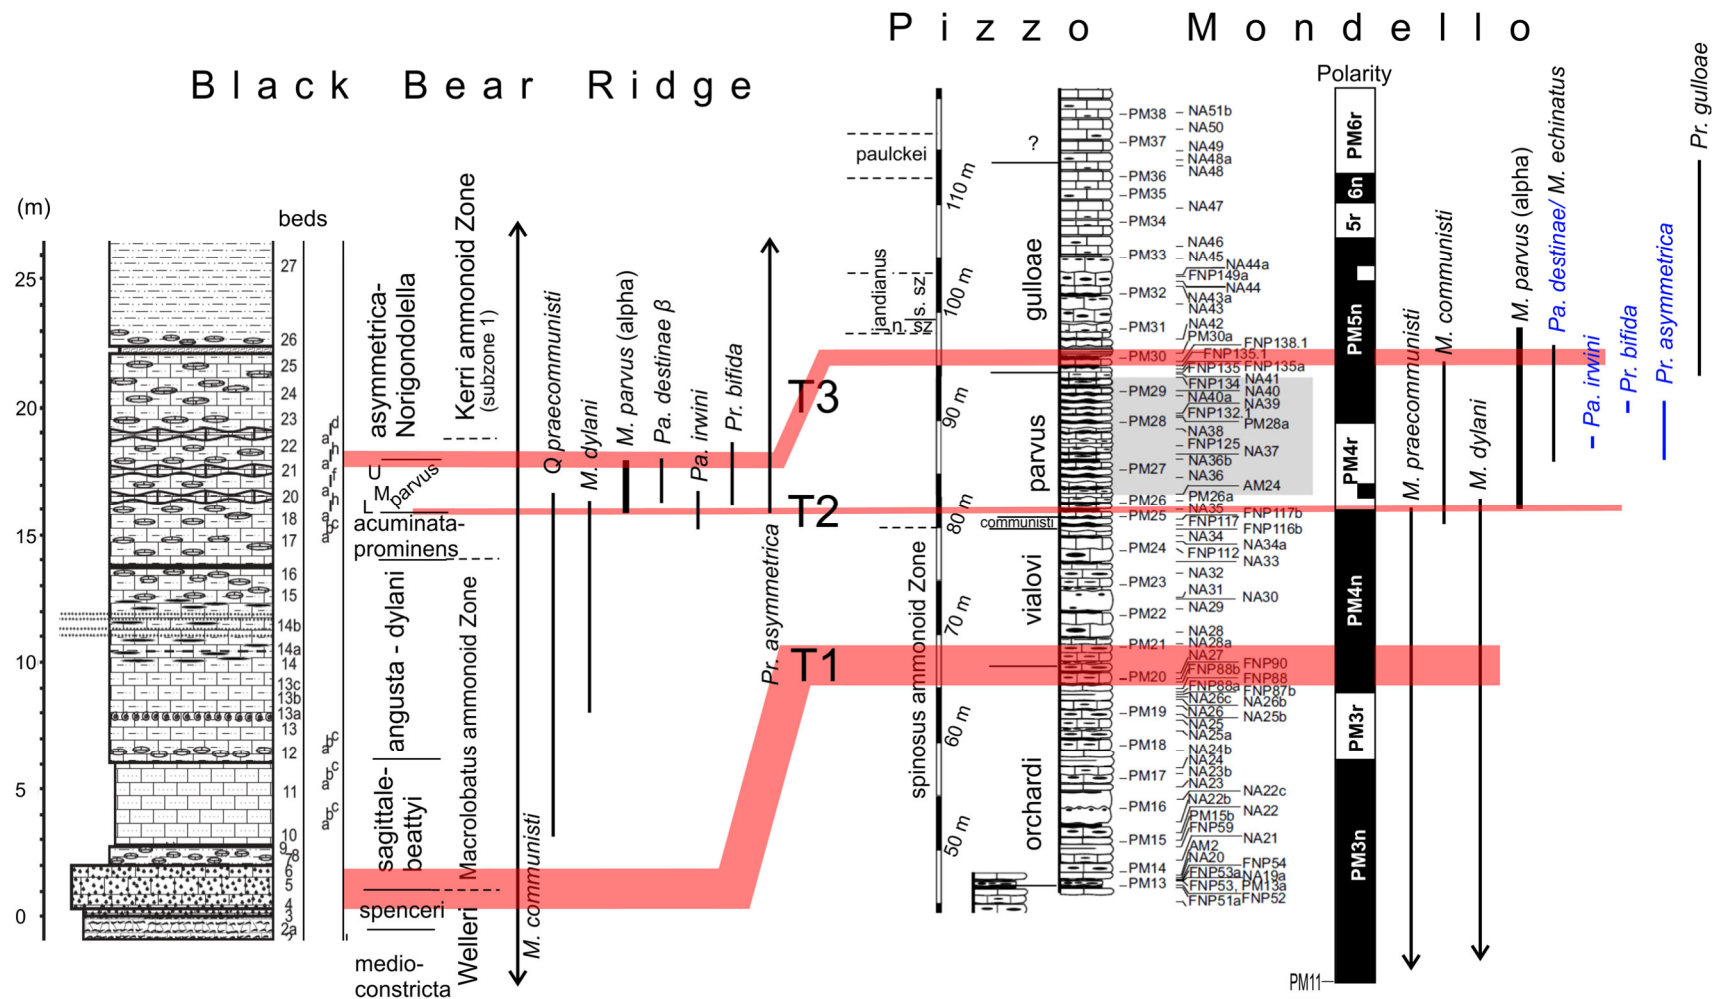 Black Bear Ridge
Pizzo Mondello
(m)
beds
25
20
15
10
5
0
27
26
25
24
23
22
21
20
18
17
16
15
14b
14a
14
13c
13b
13a
13
12
11
10
9
78
6
5
4
3
2a
2
a l d
a l h
a l f
a l h
a b c
a b c
a b c
a b c
asymmetrica-
Norigondolella
U
M
L
parvus
acuminata-
prominens
angusta - dylani
sagittale-
beattyi
spenceri
medio-
constricta
Kerri ammonoid Zone
(subzone 1)
Macrolobatus ammonoid Zone
Welleri
M. communisti
Q praecommunisti
M. dylani
M. parvus (alpha)
Pa. destinae β
Pa. irwini
Pr. bifida
Pr. asymmetrica
T3
T2
T1
paulckei
jandianus
s. sz
n. sz
spinosus ammonoid Zone
110 m
100 m
90 m
80 m
70 m
60 m
50 m
?
gulloae
parvus
communisti
vialovi
orchardi
PM38
PM37
PM36
PM35
PM34
PM33
PM32
PM31
PM30
PM29
PM28
PM27
PM26
PM25
PM24
PM23
PM22
PM21
PM20
PM19
PM18
PM17
PM16
PM15
PM14
PM13
NA51b
NA50
NA49
NA48a
NA48
NA47
NA46
NA45
NA44a
FNP149a
NA44
NA43a
NA43
NA42
PM30a
FNP138.1
FNP135.1
FNP135 FNP135a
FNP134 NA41
NA40a NA40
NA39
FNP132.1
PM28a
NA38
FNP125
NA37
NA36b
NA36
AM24
PM26a
NA35
FNP117b
FNP117
FNP116b
NA34
NA34a
FNP112
NA33
NA32
NA31
NA30
NA29
NA28
NA28a
NA27
FNP90
FNP88b
FNP88
FNP88a FNP87b
NA26c
NA26b
NA26
NA25b
NA25
NA25a
NA24b
NA24
NA23b
NA23
NA22c
NA22b
NA22
PM15b
FNP59
NA21
AM2
NA20
FNP54
FNP53a NA19a
FNP53, PM13a
FNP51a FNP52
PM11
Polarity
PM6r
6n
5r
PM5n
PM4r
PM4n
PM3r
PM3n
M. praecommunisti
M. communisti
M. dylani
M. parvus (alpha)
Pa. destinae/ M. echinatus
Pa. irwini
Pr. bifida
Pr. asymmetrica
Pr. gulloae